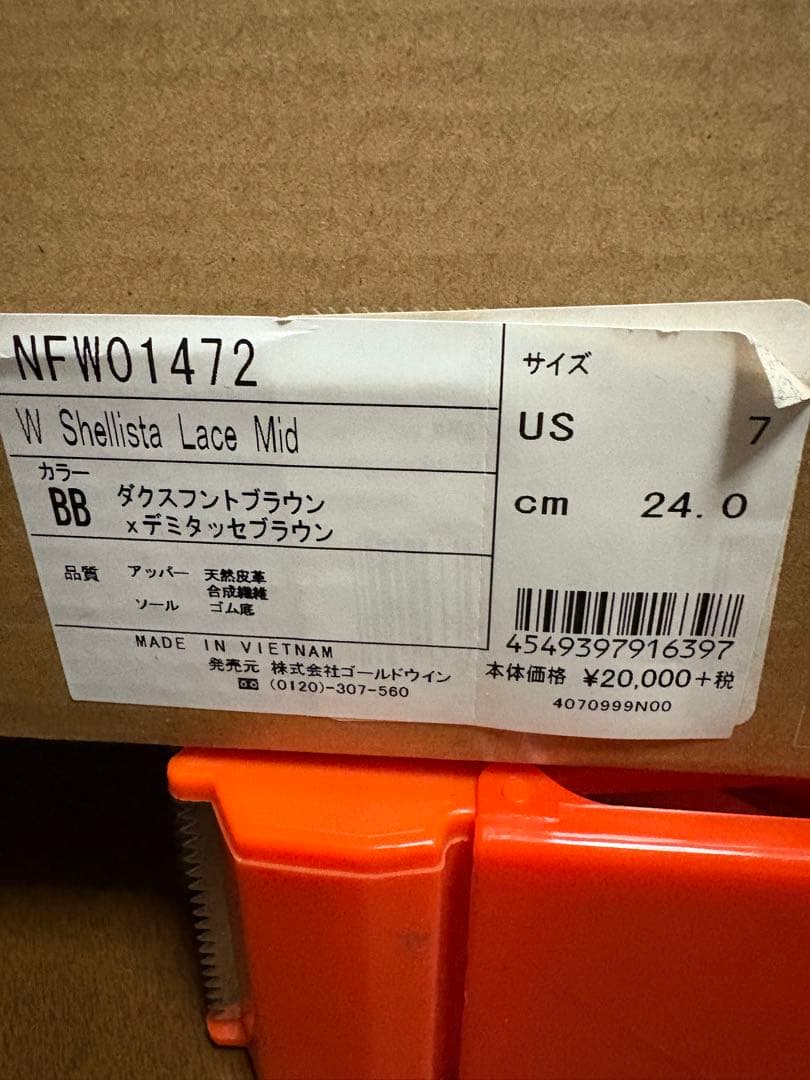 NFW01472
W Shellista Lace Mid
カラー
BB ダクスフントブラウン
xデミタッセブラウン
品質 アッパー 天然皮革
合成繊維
ソール ゴム底
MADE IN VIETNAM
発売元 株式会社ゴールドウイン
(0120)-307-560
サイズ
US 7
cm 24.0
4549397916397
本体価格 ¥20,000+税
4070999N00